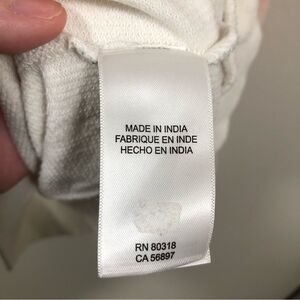 MADE IN INDIA
FABRIQUE EN INDE
HECHO EN INDIA
RN 80318
CA 56897